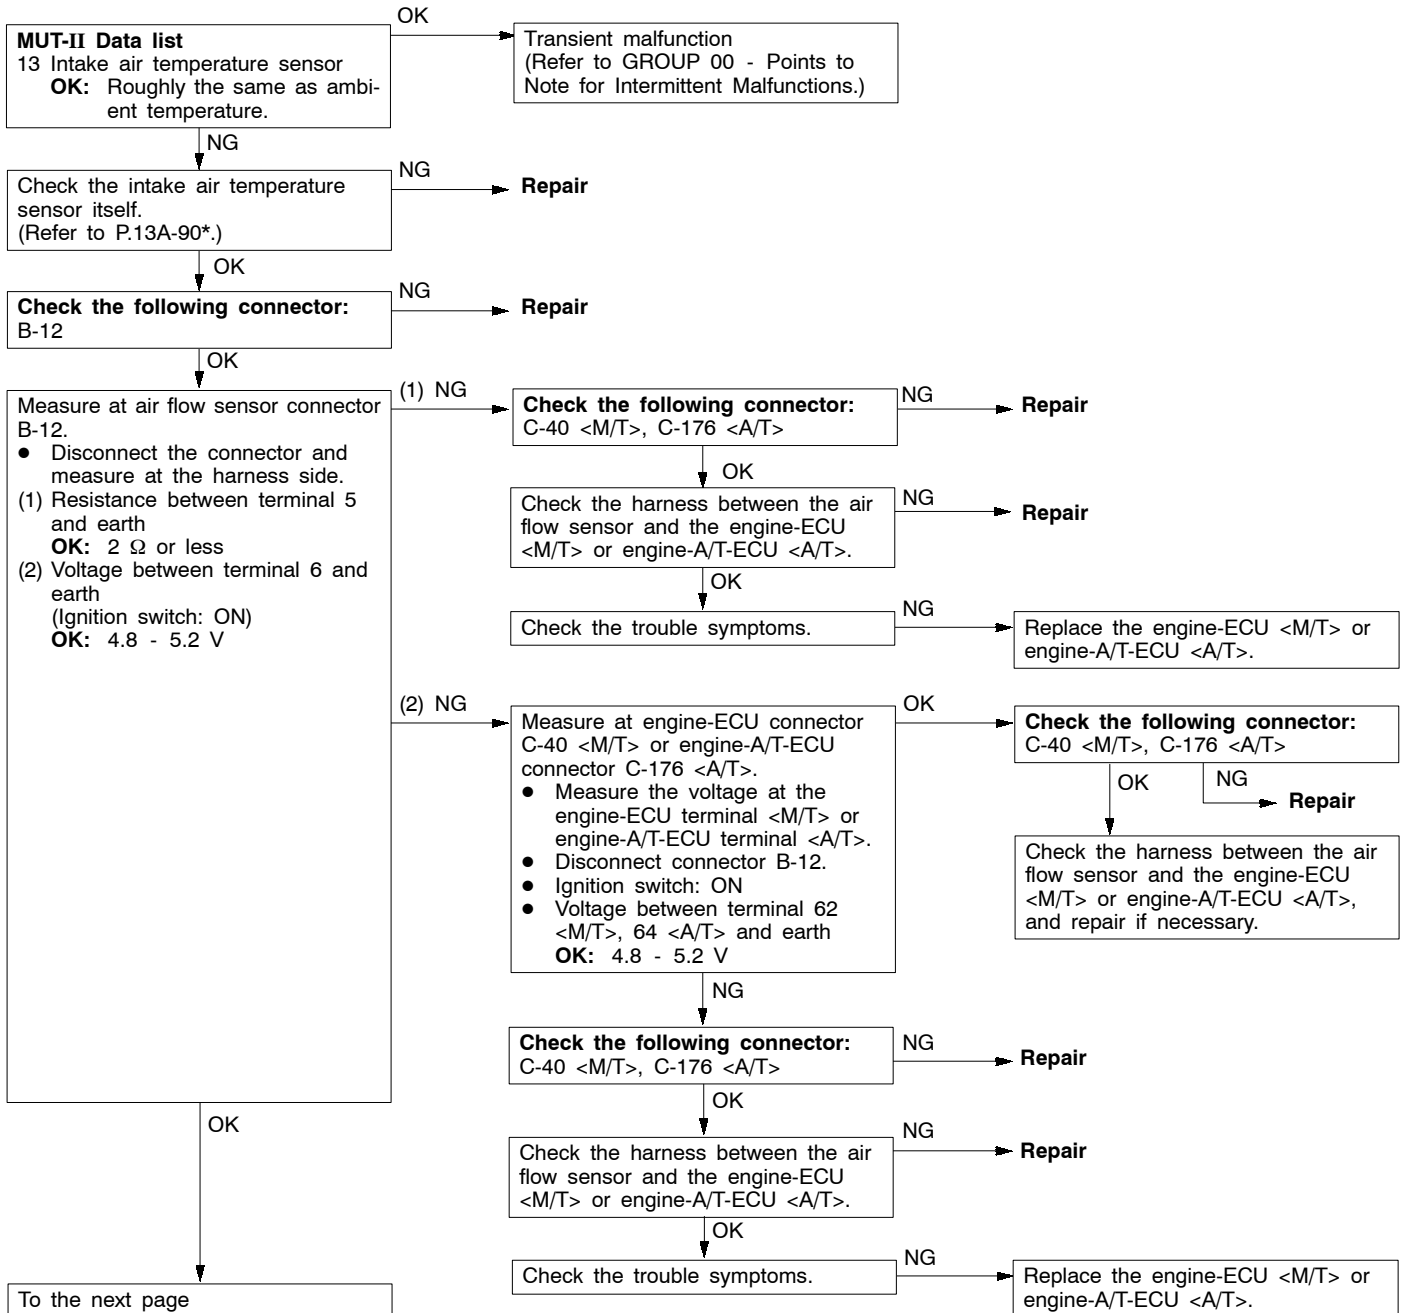 MUT-II Data list
13 Intake air temperature sensor
OK: Roughly the same as ambi-
ent temperature.
OK
Transient malfunction
(Refer to GROUP 00 - Points to
Note for Intermittent Malfunctions.)
NG
Check the intake air temperature
sensor itself.
(Refer to P.13A-90*.)
NG
Repair
OK
Check the following connector:
B-12
NG
Repair
OK
Measure at air flow sensor connector
B-12.
● Disconnect the connector and
measure at the harness side.
(1) Resistance between terminal 5
and earth
OK: 2 Ω or less
(2) Voltage between terminal 6 and
earth
(Ignition switch: ON)
OK: 4.8 - 5.2 V
(1) NG
Check the following connector:
C-40 <M/T>, C-176 <A/T>
NG
Repair
OK
Check the harness between the air
flow sensor and the engine-ECU
<M/T> or engine-A/T-ECU <A/T>.
NG
Repair
OK
Check the trouble symptoms.
NG
Replace the engine-ECU <M/T> or
engine-A/T-ECU <A/T>.
(2) NG
Measure at engine-ECU connector
C-40 <M/T> or engine-A/T-ECU
connector C-176 <A/T>.
● Measure the voltage at the
engine-ECU terminal <M/T> or
engine-A/T-ECU terminal <A/T>.
● Disconnect connector B-12.
● Ignition switch: ON
● Voltage between terminal 62
<M/T>, 64 <A/T> and earth
OK: 4.8 - 5.2 V
OK
Check the following connector:
C-40 <M/T>, C-176 <A/T>
OK
NG
Repair
Check the harness between the air
flow sensor and the engine-ECU
<M/T> or engine-A/T-ECU <A/T>,
and repair if necessary.
NG
Check the following connector:
C-40 <M/T>, C-176 <A/T>
NG
Repair
OK
Check the harness between the air
flow sensor and the engine-ECU
<M/T> or engine-A/T-ECU <A/T>.
NG
Repair
OK
Check the trouble symptoms.
NG
Replace the engine-ECU <M/T> or
engine-A/T-ECU <A/T>.
OK
To the next page